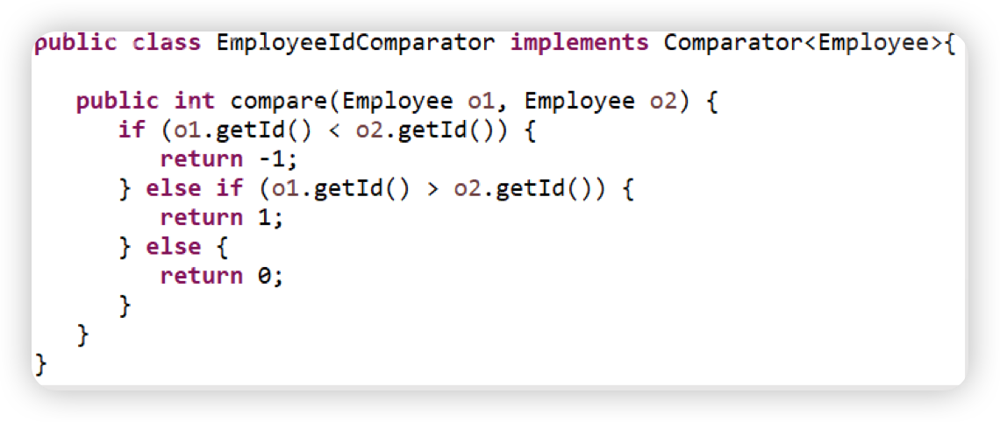 public class EmployeeIdComparator implements Comparator<Employee>{
public int compare(Employee o1, Employee o2) {
if (o1.getId() < o2.getId()) {
return -1;
} else if (o1.getId() > o2.getId()) {
return 1;
} else {
return 0;
}
}
}